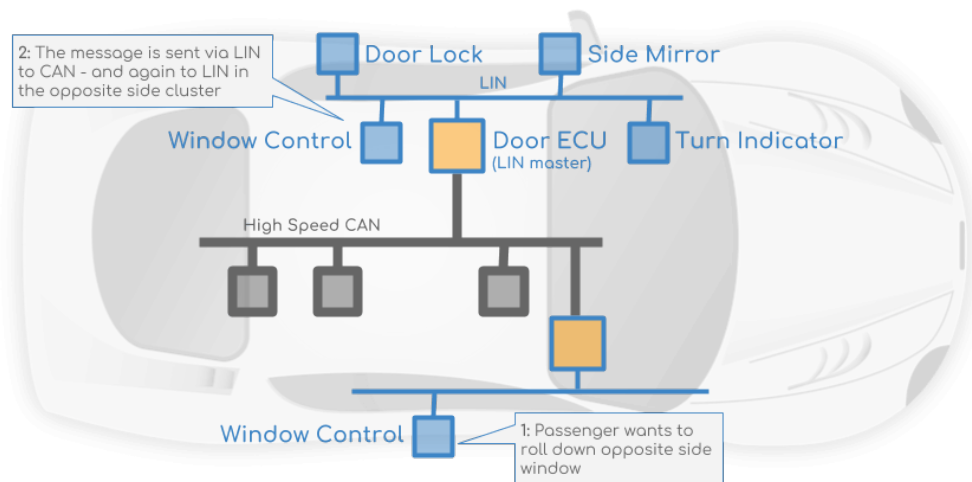 2: The message is sent via LIN
to CAN - and again to LIN in
the opposite side cluster
Door Lock
Side Mirror
LIN
Window Control
Door ECU
(LIN master)
Turn Indicator
High Speed CAN
Window Control
1: Passenger wants to
roll down opposite side
window